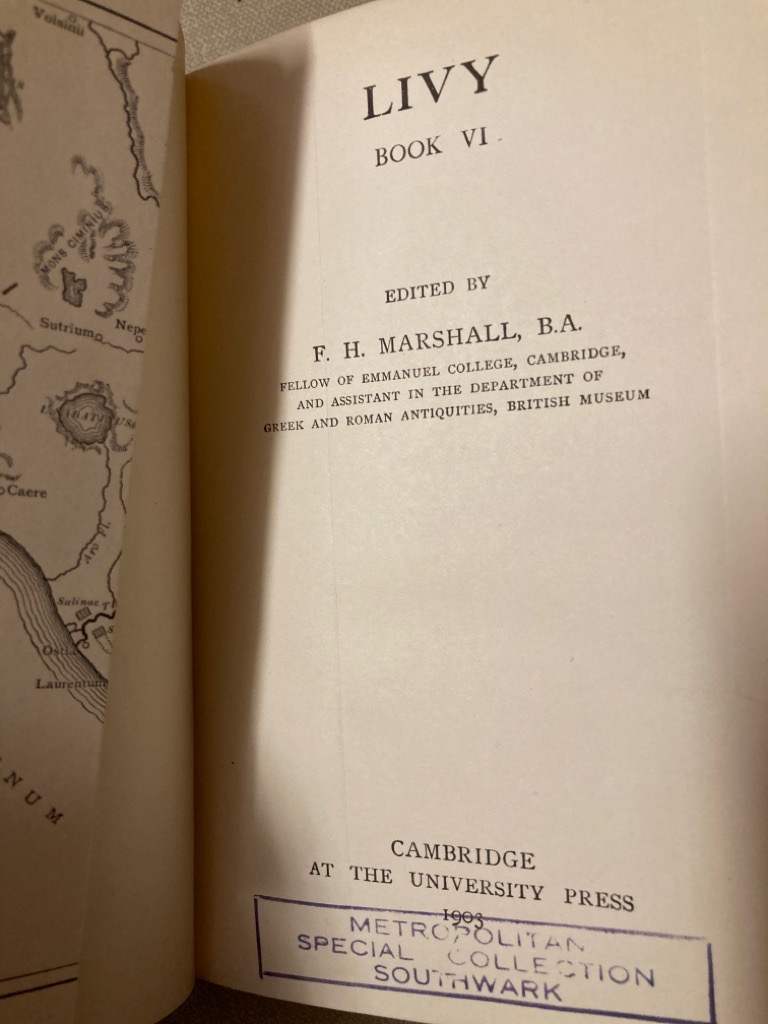 Volsinii
MONS CIMINIUS
Sutrium
Nepe
Caere
Aro Fl.
Salinae
Ostia
Laurentum
NUM
LIVY
BOOK VI
EDITED BY
F. H. MARSHALL, B.A.
FELLOW OF EMMANUEL COLLEGE, CAMBRIDGE,
AND ASSISTANT IN THE DEPARTMENT OF
GREEK AND ROMAN ANTIQUITIES, BRITISH MUSEUM
CAMBRIDGE
AT THE UNIVERSITY PRESS
1903
METROPOLITAN
SPECIAL COLLECTION
SOUTHWARK